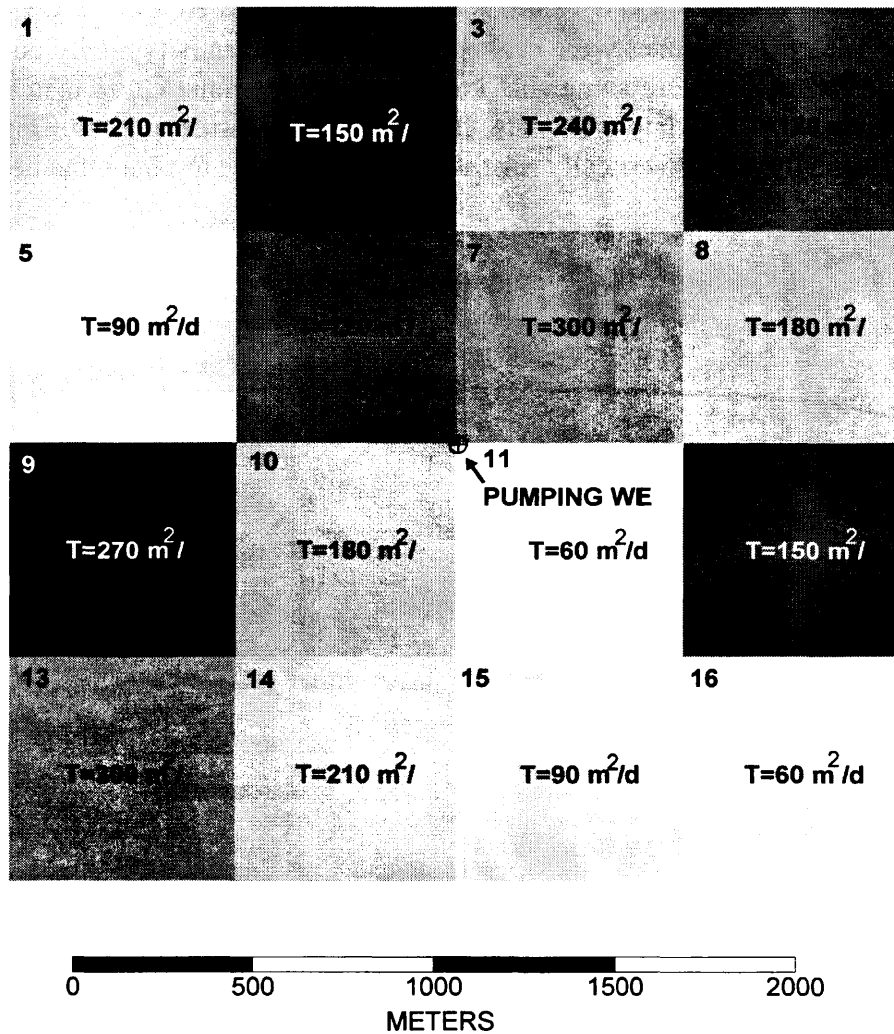 1
3
T=210 m²/
T=150 m²/
T=240 m²/
5
7
8
T=90 m²/d
T=300 m²/
T=180 m²/
9
10
11
PUMPING WE
T=270 m²/
T=180 m²/
T=60 m²/d
T=150 m²/
13
14
15
16
T=210 m²/
T=90 m²/d
T=60 m²/d
0 500 1000 1500 2000
METERS